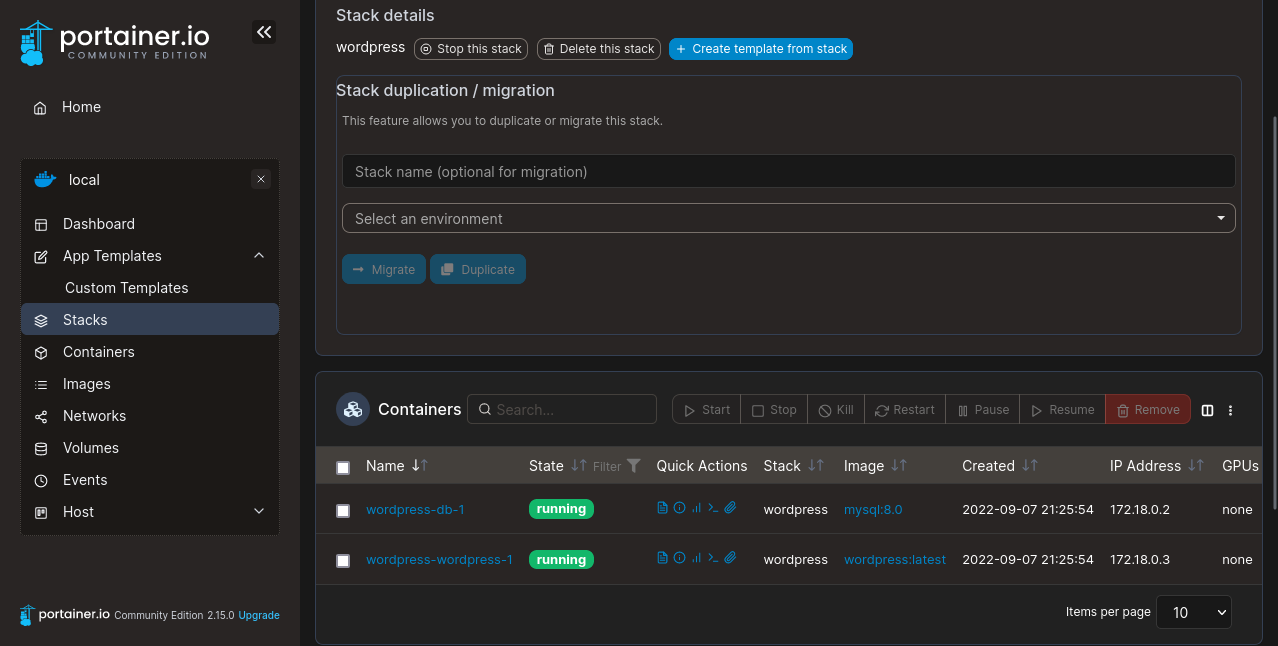 portainer.io
COMMUNITY EDITION
Home
local
Dashboard
App Templates
Custom Templates
Stacks
Containers
Images
Networks
Volumes
Events
Host
portainer.io Community Edition 2.15.0 Upgrade
Stack details
wordpress Stop this stack Delete this stack + Create template from stack
Stack duplication / migration
This feature allows you to duplicate or migrate this stack.
Stack name (optional for migration)
Select an environment
Migrate Duplicate
Containers Search... Start Stop Kill Restart Pause Resume Remove
Name State Filter Quick Actions Stack Image Created IP Address GPUs
wordpress-db-1 running wordpress mysql:8.0 2022-09-07 21:25:54 172.18.0.2 none
wordpress-wordpress-1 running wordpress wordpress:latest 2022-09-07 21:25:54 172.18.0.3 none
Items per page 10